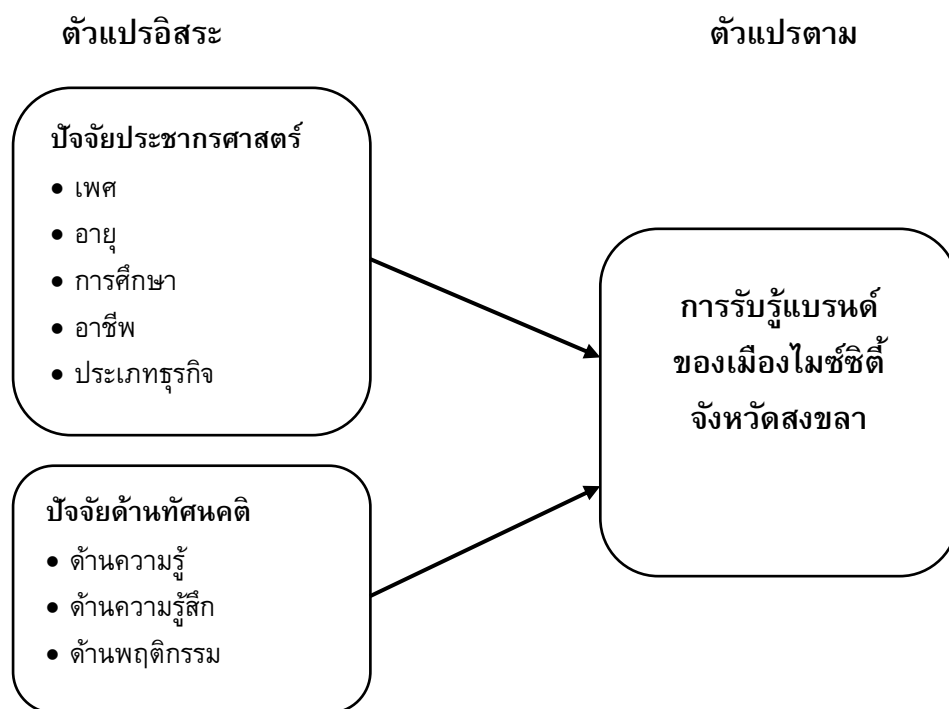 ตัวแปรอิสระ
ตัวแปรตาม
ปัจจัยประชากรศาสตร์
• เพศ
• อายุ
• การศึกษา
• อาชีพ
• ประเภทธุรกิจ
การรับรู้แบรนด์
ของเมืองไมซ์ซิตี้
จังหวัดสงขลา
ปัจจัยด้านทัศนคติ
• ด้านความรู้
• ด้านความรู้สึก
• ด้านพฤติกรรม